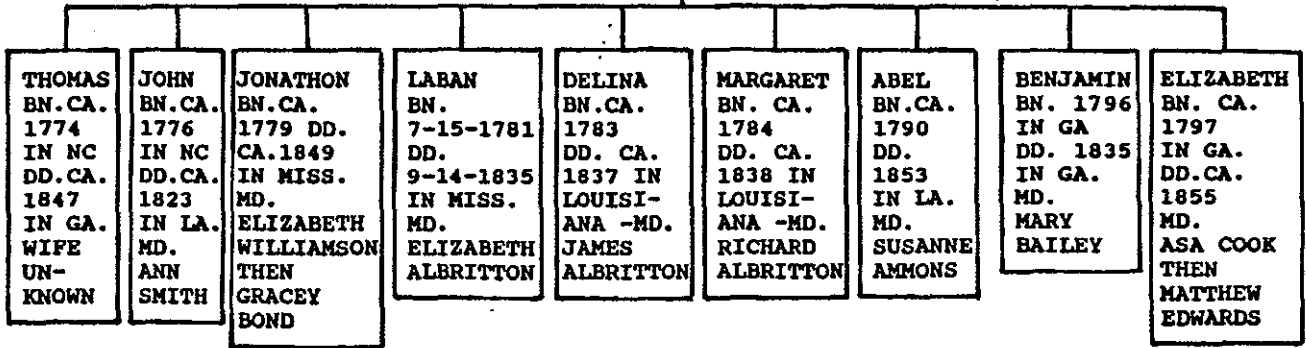 THOMAS
BN.CA.
1774
IN NC
DD.CA.
1847
IN GA.
WIFE
UN-
KNOWN
JOHN
BN.CA.
1776
IN NC
DD.CA.
1823
IN LA.
MD.
ANN
SMITH
JONATHON
BN.CA.
1779 DD.
CA.1849
IN MISS.
MD.
ELIZABETH
WILLIAMSON
THEN
GRACEY
BOND
LABAN
BN.
7-15-1781
DD.
9-14-1835
IN MISS.
MD.
ELIZABETH
ALBRITTON
DELINA
BN.CA.
1783
DD. CA.
1837 IN
LOUISI-
ANA -MD.
JAMES
ALBRITTON
MARGARET
BN. CA.
1784
DD. CA.
1838 IN
LOUISI-
ANA -MD.
RICHARD
ALBRITTON
ABEL
BN.CA.
1790
DD.
1853
IN LA.
MD.
SUSANNE
AMMONS
BENJAMIN
BN. 1796
IN GA
DD. 1835
IN GA.
MD.
MARY
BAILEY
ELIZABETH
BN. CA.
1797
IN GA.
DD.CA.
1855
MD.
ASA COOK
THEN
MATTHEW
EDWARDS